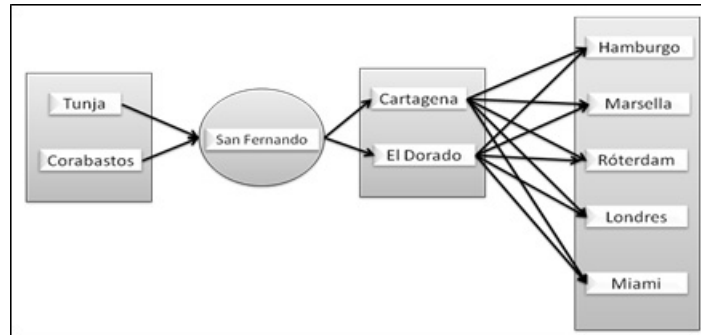 Tunja
Corabastos
San Fernando
Cartagena
El Dorado
Hamburgo
Marsella
Róterdam
Londres
Miami